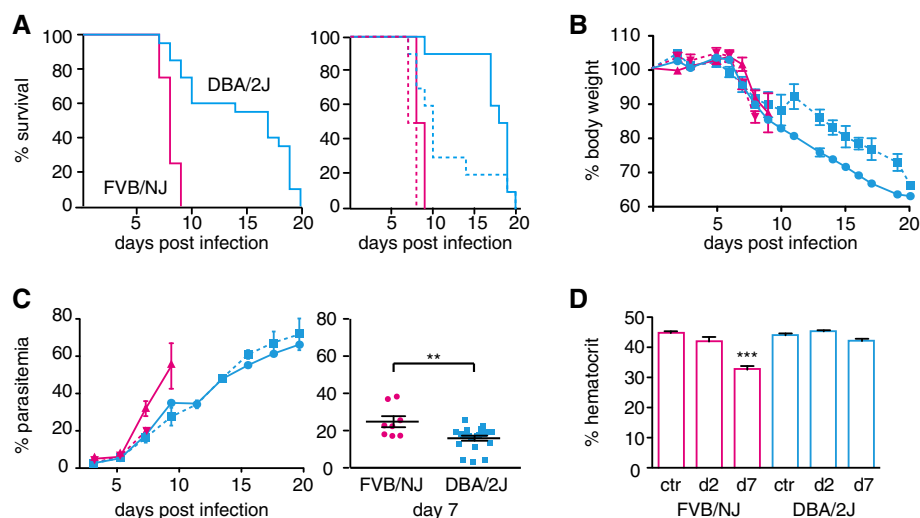 A
100
80
60
40
20
0
% survival
DBA/2J
FVB/NJ
5
10
15
20
days post infection
100
80
60
40
20
0
5
10
15
20
days post infection
B
120
100
90
80
70
60
% body weight
0
5
10
15
20
days post infection
C
80
60
40
20
0
% parasitemia
5
10
15
20
days post infection
80
60
40
20
0
**
FVB/NJ
DBA/2J
day 7
D
50
40
30
20
10
0
% hematocrit
***
ctr d2 d7 ctr d2 d7
FVB/NJ
DBA/2J